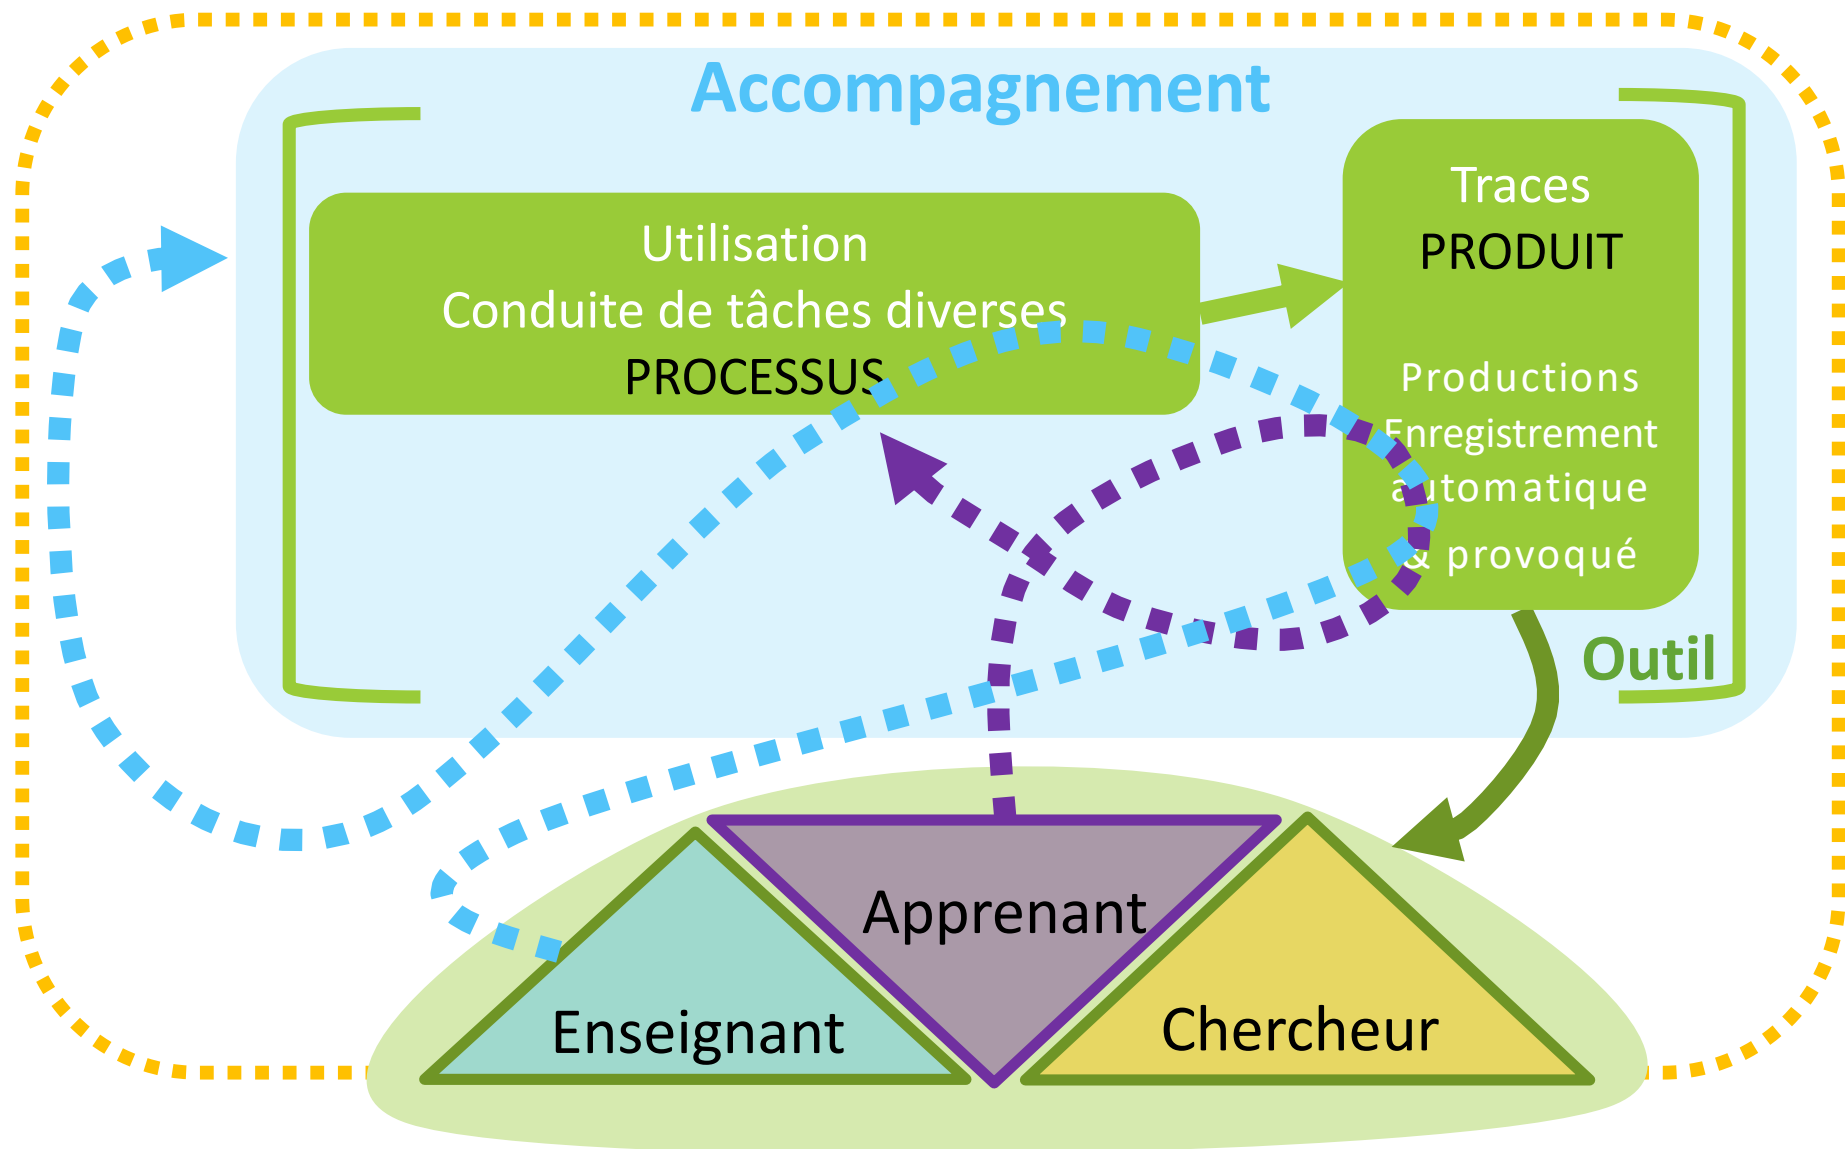 Accompagnement
Utilisation
Conduite de tâches diverses
PROCESSUS
Traces
PRODUIT
Productions
Enregistrement
automatique
& provoqué
Outil
Apprenant
Enseignant
Chercheur